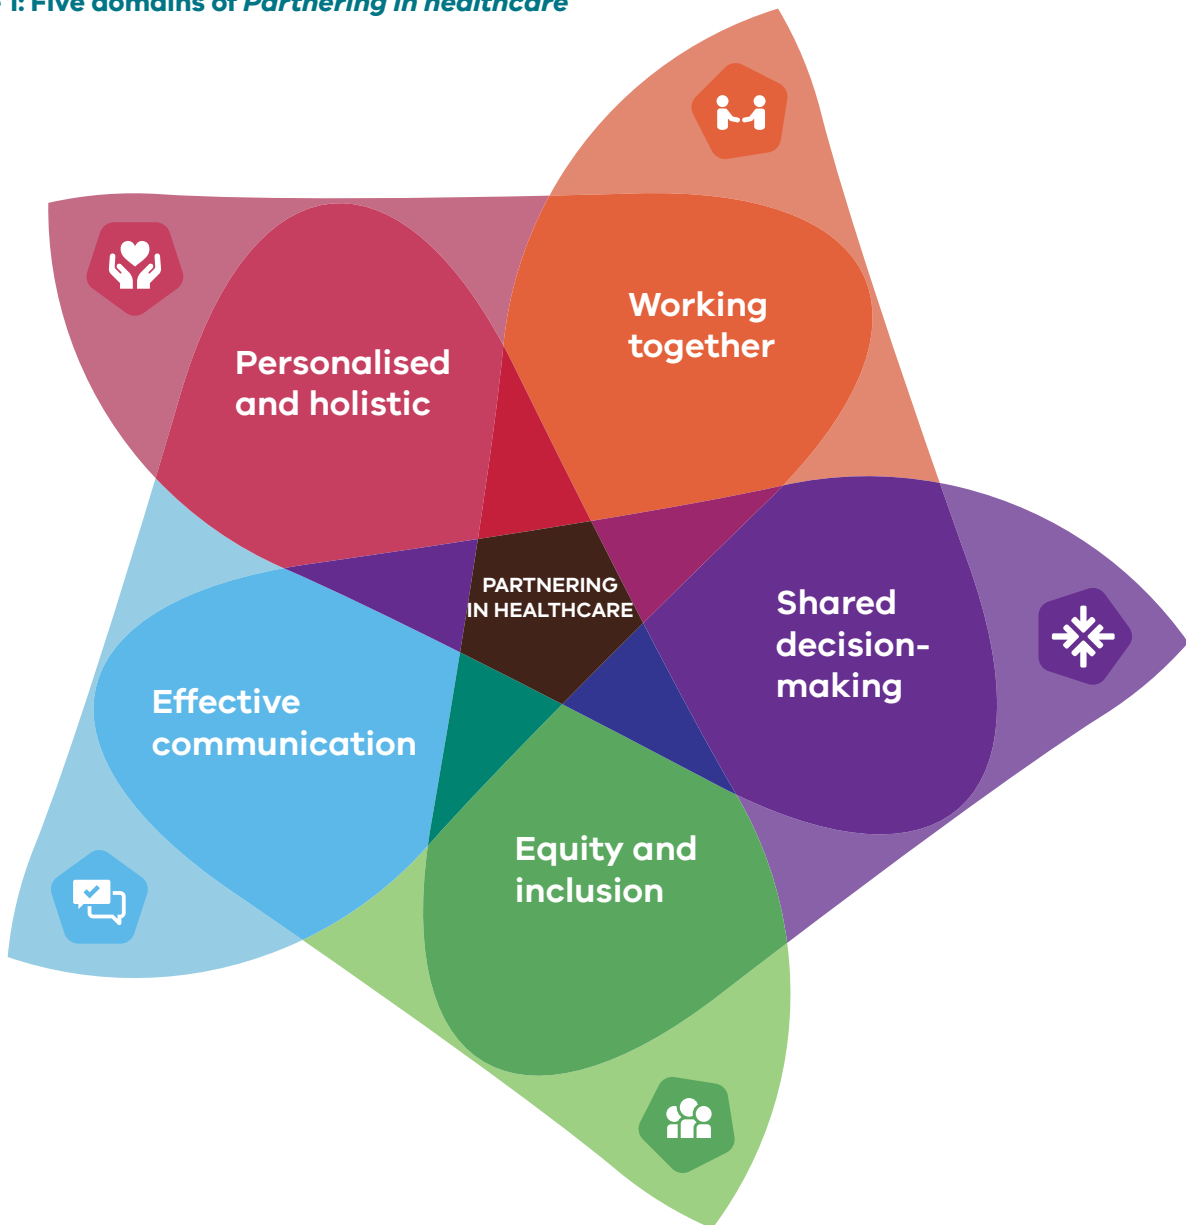 1: Five domains of Partnering in healthcare
Working
together
Personalised
and holistic
PARTNERING
IN HEALTHCARE
Shared
decision-
making
Effective
communication
Equity and
inclusion